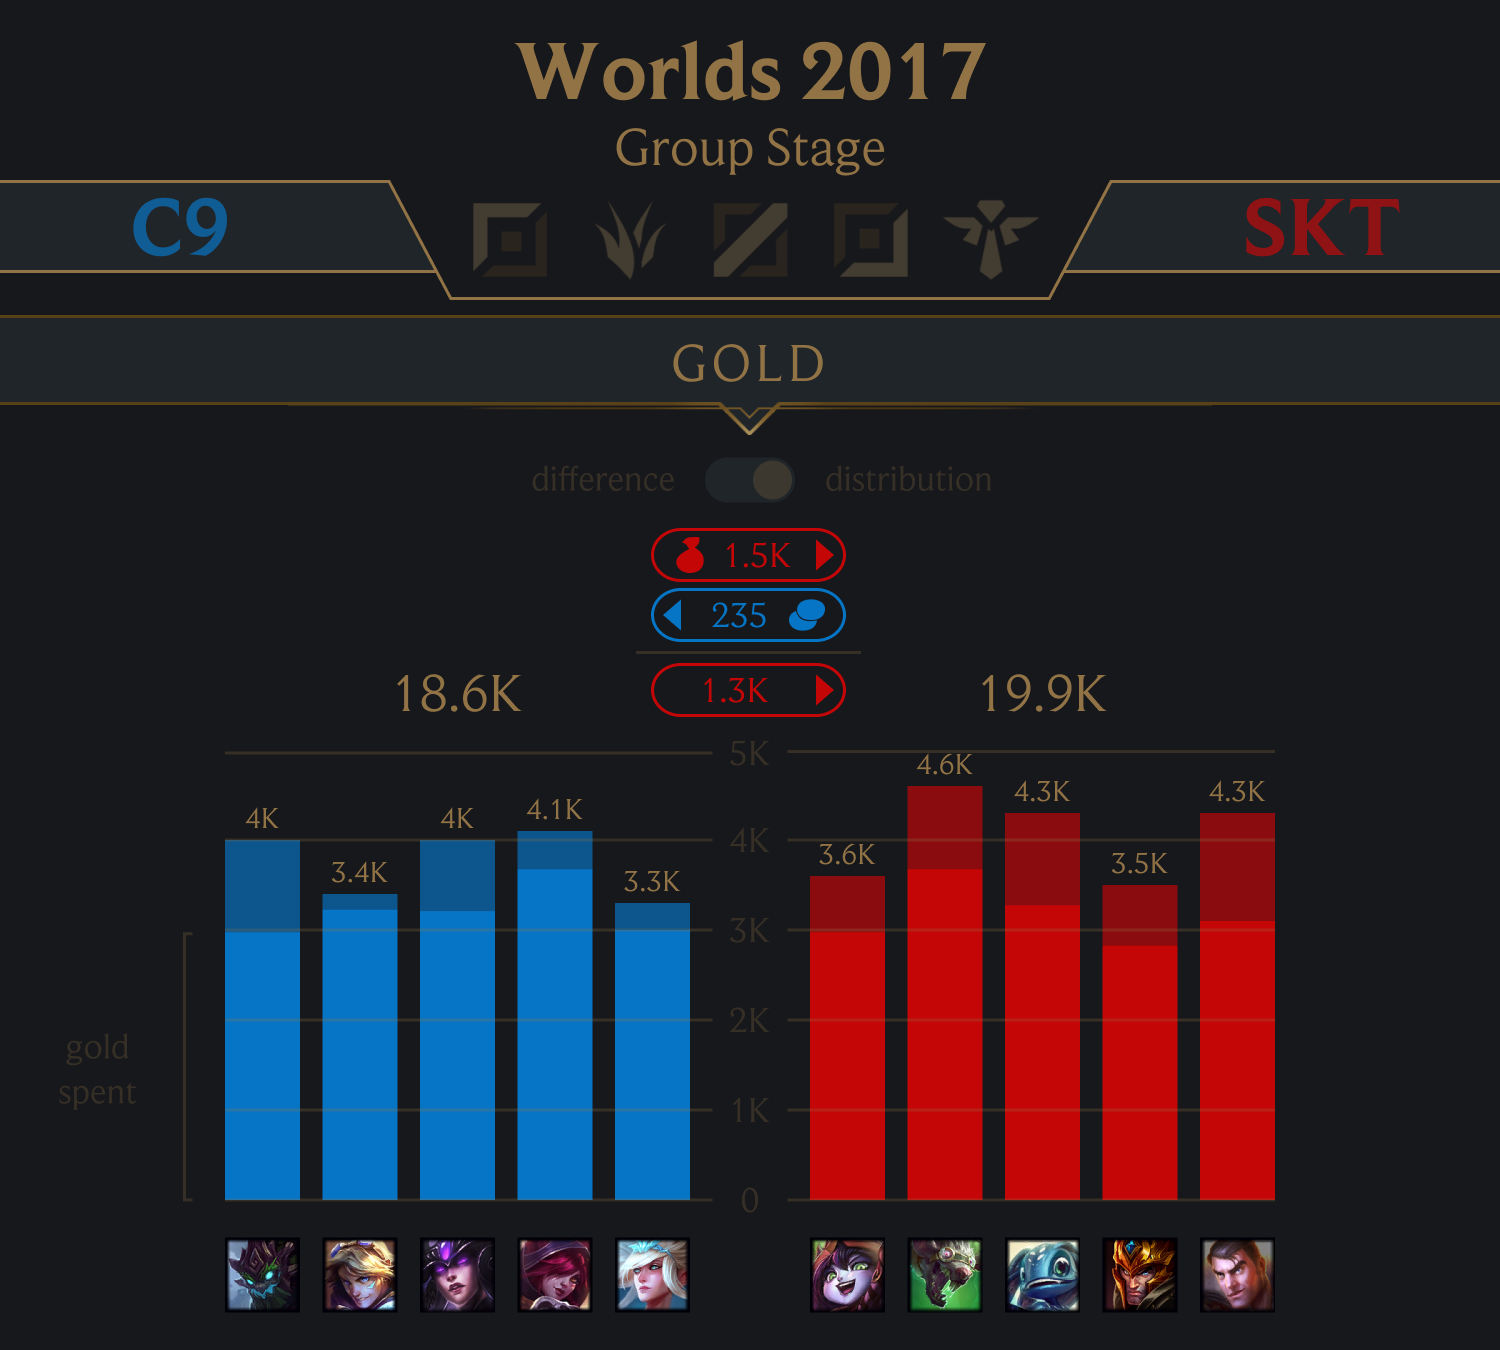 Worlds 2017
Group Stage
C9
SKT
GOLD
difference
distribution
1.5K
235
18.6K
1.3K
19.9K
5K
4K
3K
2K
1K
0
4K
3.4K
4K
4.1K
3.3K
3.6K
4.6K
4.3K
3.5K
4.3K
gold
spent